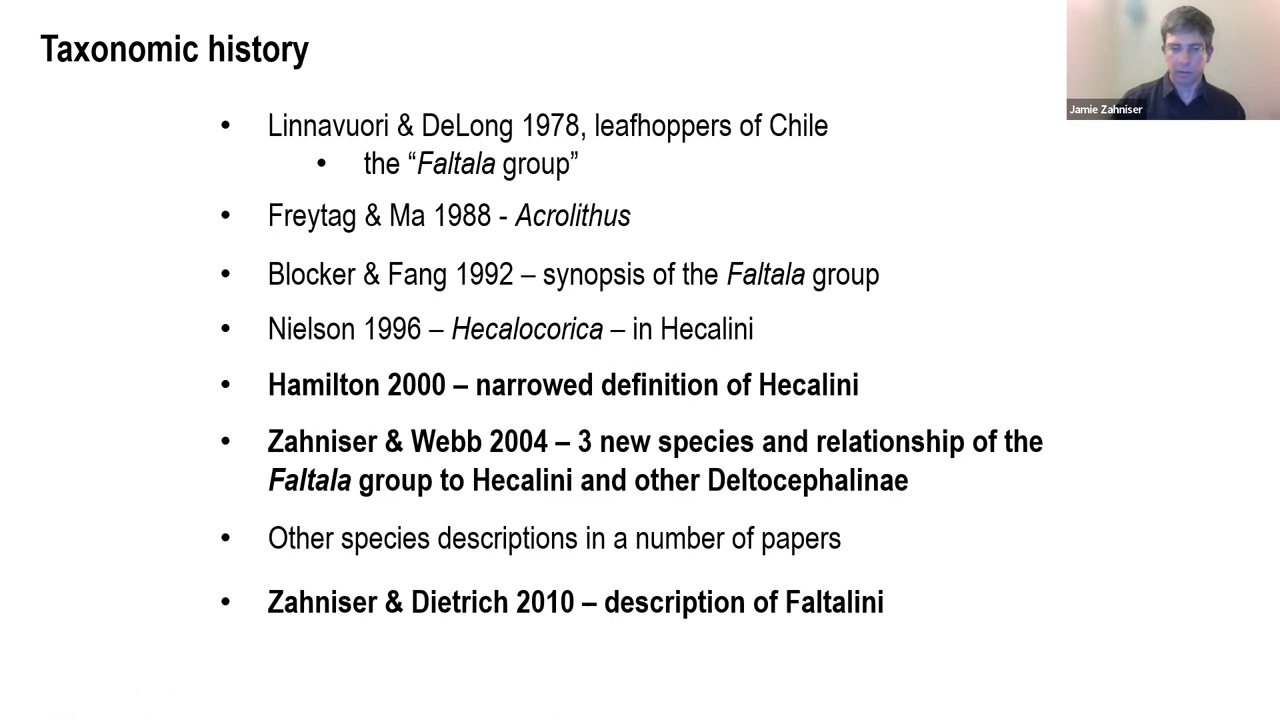 Taxonomic history
Jamie Zahniser
• Linnavuori & DeLong 1978, leafhoppers of Chile
• the “Faltala group”
• Freytag & Ma 1988 - Acrolithus
• Blocker & Fang 1992 – synopsis of the Faltala group
• Nielson 1996 – Hecalocorica – in Hecalini
• Hamilton 2000 – narrowed definition of Hecalini
• Zahniser & Webb 2004 – 3 new species and relationship of the
Faltala group to Hecalini and other Deltocephalinae
• Other species descriptions in a number of papers
• Zahniser & Dietrich 2010 – description of Faltalini